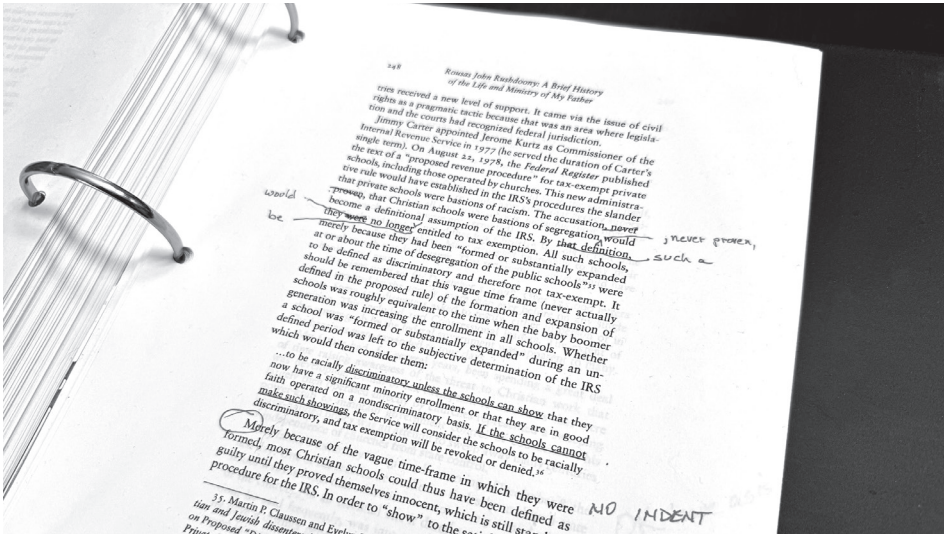 248
Rousas John Rushdoony: A Brief History
of the Life and Ministry of My Father
tries received a new level of support. It came via the issue of civil
rights as a pragmatic tactic because that was an area where legisla-
tion and the courts had recognized federal jurisdiction.
Jimmy Carter appointed Jerome Kurtz as Commissioner of the
Internal Revenue Service in 1977 (he served the duration of Carter's
single term). On August 22, 1978, the Federal Register published
the text of a "proposed revenue procedure" for tax-exempt private
schools, including those operated by churches. This new administra-
tive rule would have established in the IRS's procedures the slander
that private schools were bastions of racism. The accusation, never
proven, that Christian schools were bastions of segregation, would
become a definitional assumption of the IRS. By that definition,
they were no longer entitled to tax exemption. All such schools,
merely because they had been "formed or substantially expanded
at or about the time of desegregation of the public schools"35 were
to be defined as discriminatory and therefore not tax-exempt. It
should be remembered that this vague time frame (never actually
defined in the proposed rule) of the formation and expansion of
schools was roughly equivalent to the time when the baby boomer
generation was increasing the enrollment in all schools. Whether
a school was "formed or substantially expanded" during an un-
defined period was left to the subjective determination of the IRS
which would then consider them:
...to be racially discriminatory unless the schools can show that they
now have a significant minority enrollment or that they are in good
faith operated on a nondiscriminatory basis. If the schools cannot
make such showings, the Service will consider the schools to be racially
discriminatory, and tax exemption will be revoked or denied.36
Merely because of the vague time-frame in which they were
formed, most Christian schools could thus have been defined as
guilty until they proved themselves innocent, which is still
procedure for the IRS. In order to "show" to the
35. Martin P. Claussen and
tian and Jewish
on Proposed
would
be
, never proven,
such a
NO INDENT